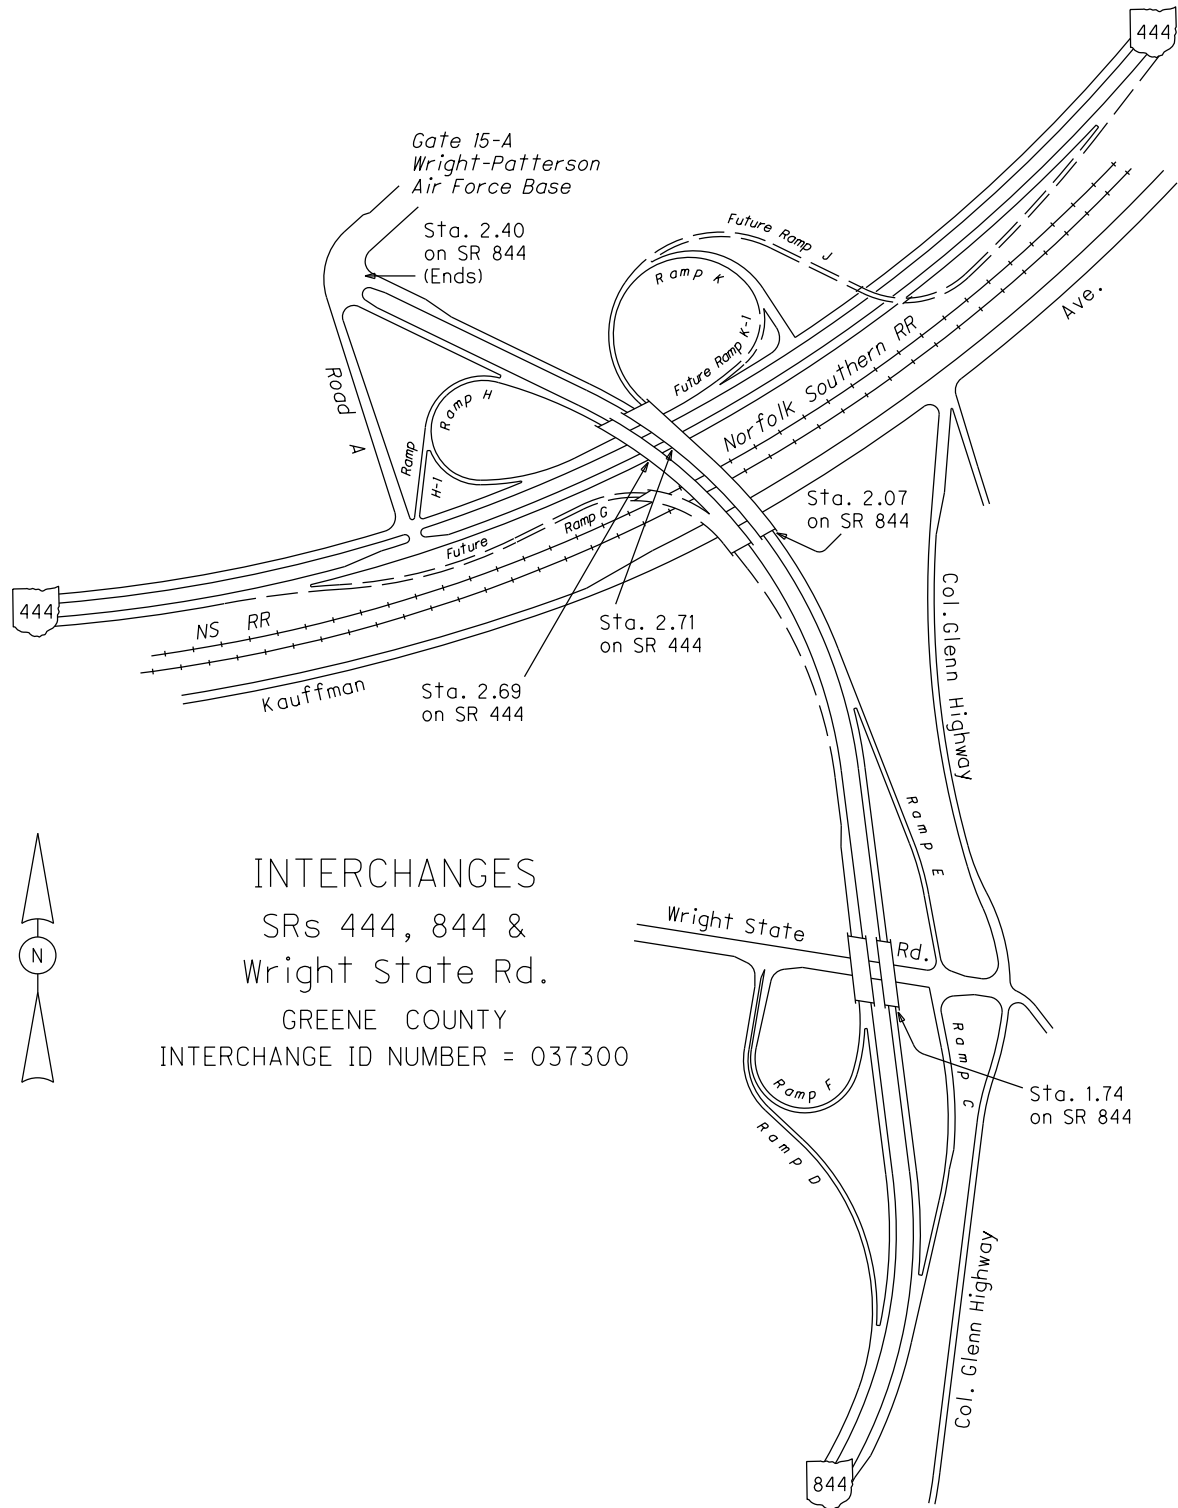 444
Gate 15-A
Wright-Patterson
Air Force Base
Sta. 2.40
on SR 844
(Ends)
Future Ramp J
Ramp K
Future Ramp K-1
Ave.
Norfolk Southern RR
Road A
Ramp H
Ramp
H-1
Sta. 2.07
on SR 844
Future
Ramp G
444
NS RR
Sta. 2.71
on SR 444
Kauffman
Sta. 2.69
on SR 444
Col. Glenn Highway
Ramp E
INTERCHANGES
SRs 444, 844 &
Wright State Rd.
GREENE COUNTY
INTERCHANGE ID NUMBER = 037300
N
Wright State Rd.
Ramp F
Ramp C
Sta. 1.74
on SR 844
Ramp D
Col. Glenn Highway
844